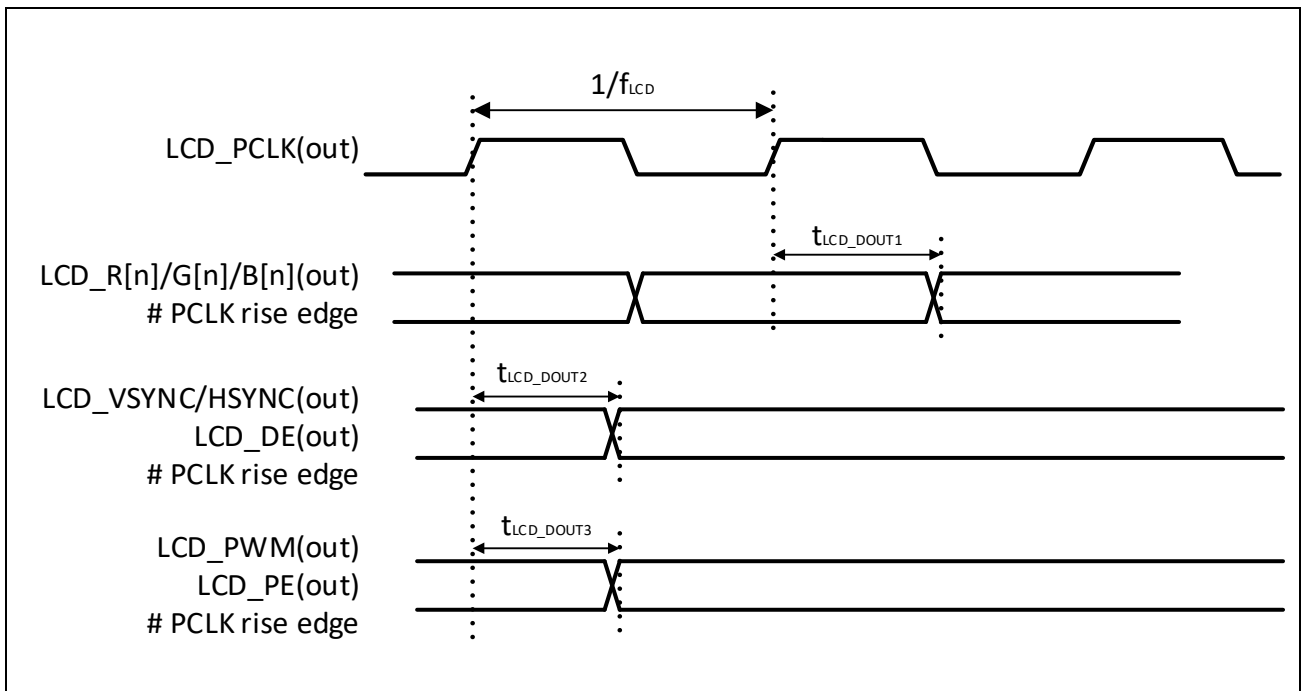 1/fLCD
LCD_PCLK(out)
tLCD_DOUT1
LCD_R[n]/G[n]/B[n](out)
# PCLK rise edge
tLCD_DOUT2
LCD_VSYNC/HSYNC(out)
LCD_DE(out)
# PCLK rise edge
tLCD_DOUT3
LCD_PWM(out)
LCD_PE(out)
# PCLK rise edge